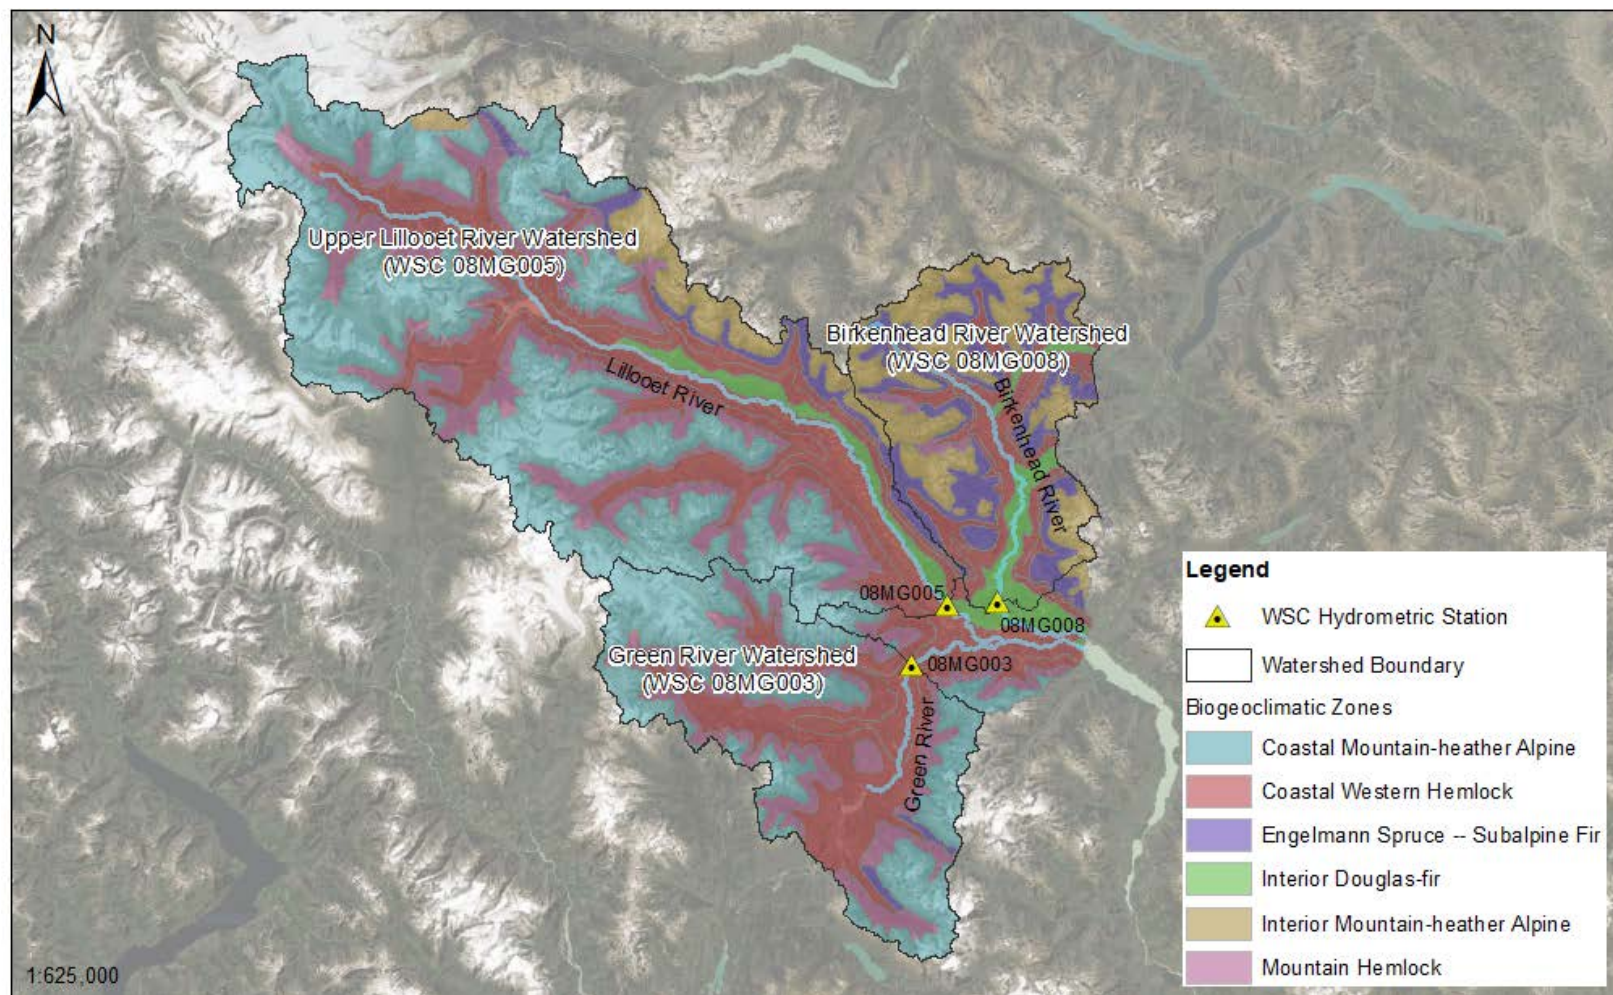 N
Upper Lillooet River Watershed
(WSC 08MG005)
Birkenhead River Watershed
(WSC 08MG008)
Lillooet River
Birkenhead River
08MG005
08MG008
Green River Watershed
(WSC 08MG003)
08MG003
Green River
Legend
WSC Hydrometric Station
Watershed Boundary
Biogeoclimatic Zones
Coastal Mountain-heather Alpine
Coastal Western Hemlock
Engelmann Spruce -- Subalpine Fir
Interior Douglas-fir
Interior Mountain-heather Alpine
Mountain Hemlock
1:625,000